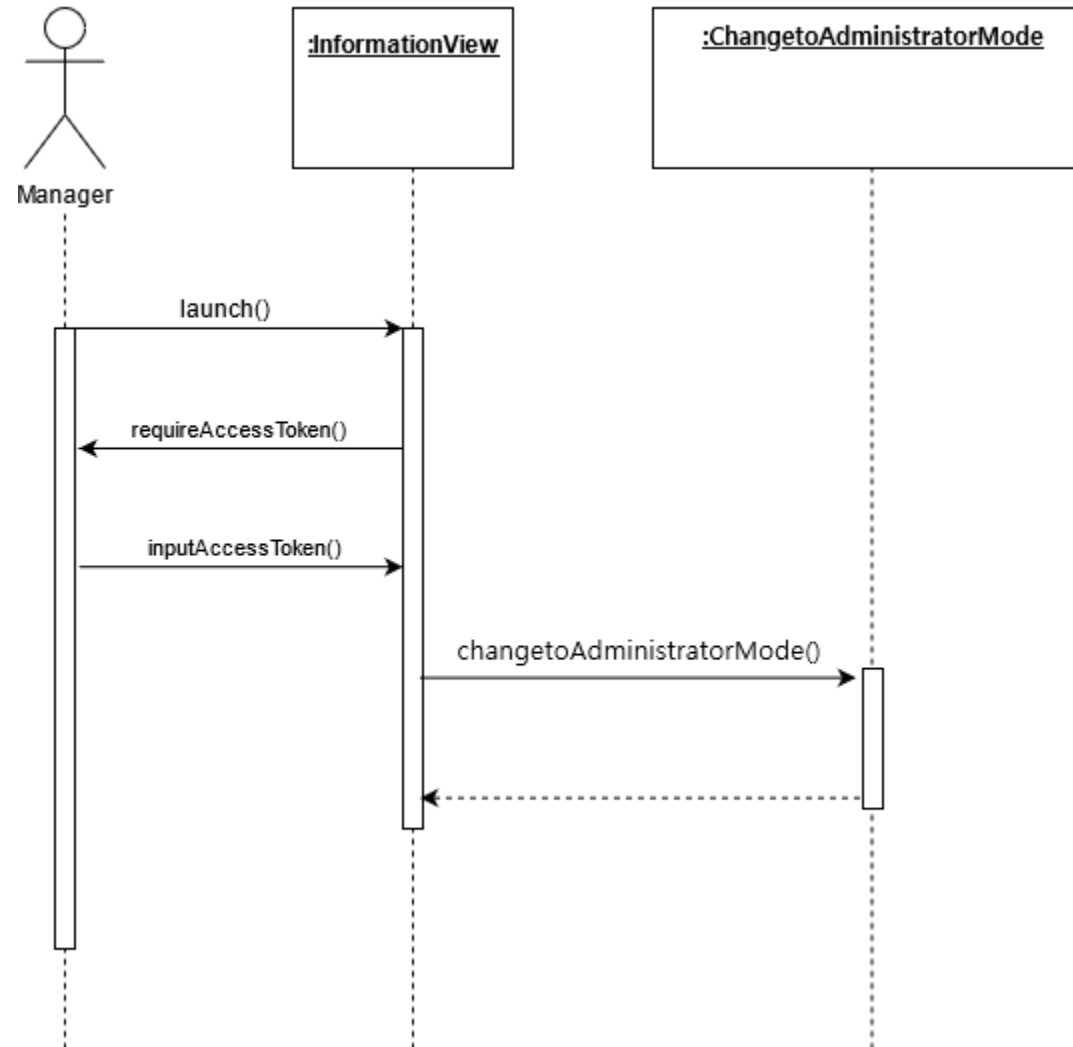 :InformationView
:ChangetoAdministratorMode
Manager
launch()
requireAccessToken()
inputAccessToken()
changetoAdministratorMode()